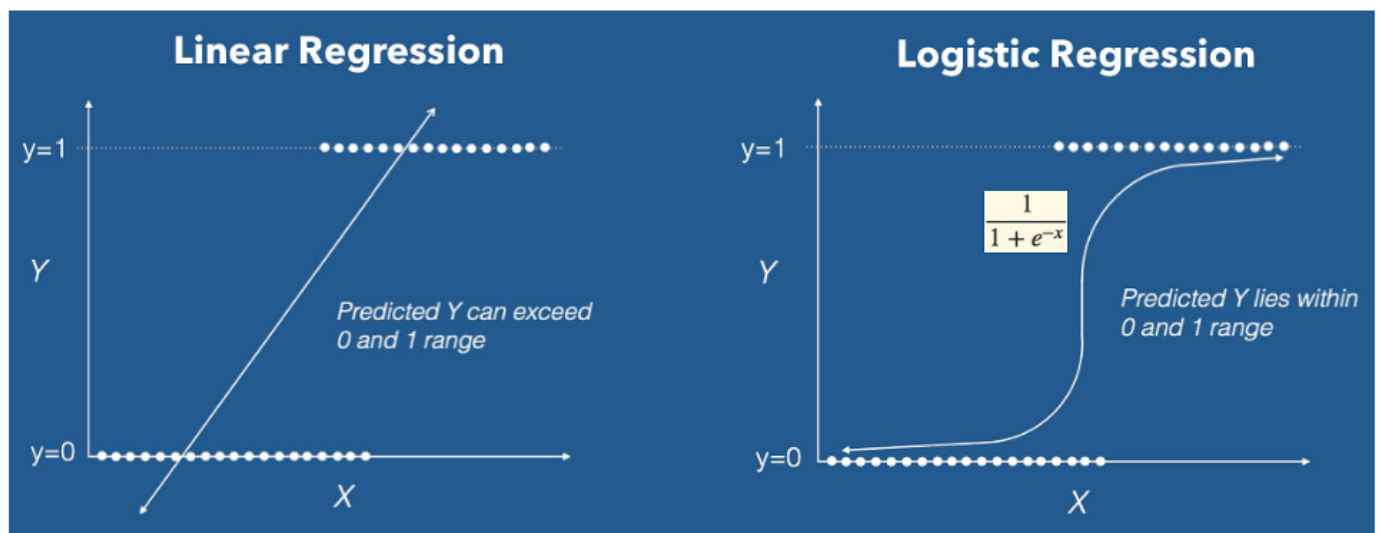 Linear Regression
y=1
Y
Predicted Y can exceed
0 and 1 range
y=0
X
Logistic Regression
y=1
1
1 + e^{-x}
Y
Predicted Y lies within
0 and 1 range
y=0
X